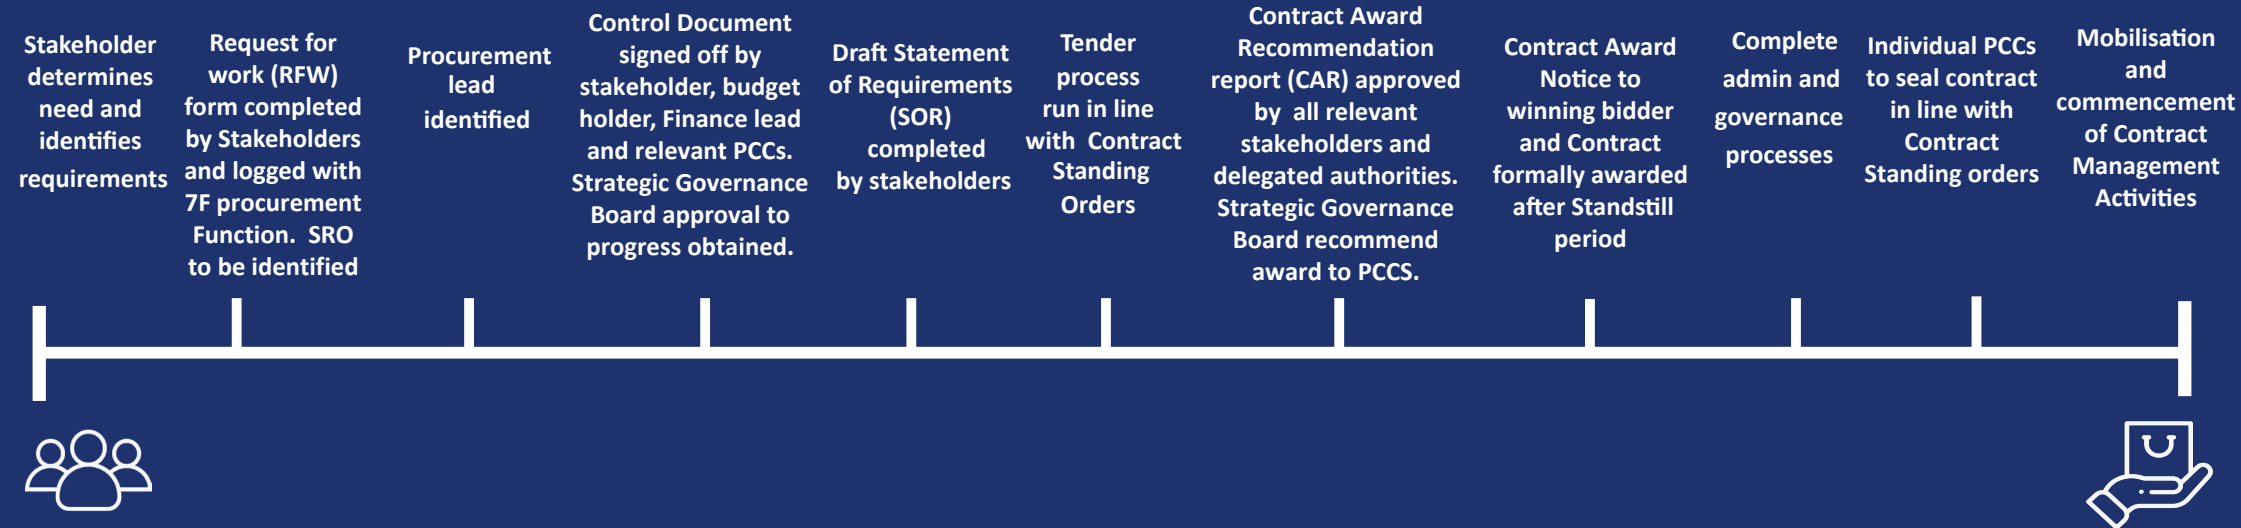 Stakeholder
determines
need and
identifies
requirements
Request for
work (RFW)
form completed
by Stakeholders
and logged with
7F procurement
Function.  SRO
to be identified
Procurement
lead
identified
Control Document
signed off by
stakeholder, budget
holder, Finance lead
and relevant PCCs.
Strategic Governance
Board approval to
progress obtained.
Draft Statement
of Requirements
(SOR)
completed
by stakeholders
Tender
process
run in line
with  Contract
Standing
Orders
Contract Award
Recommendation
report (CAR) approved
by  all relevant
stakeholders and
delegated authorities.
Strategic Governance
Board recommend
award to PCCS.
Contract Award
Notice to
winning bidder
and Contract
formally awarded
after Standstill
period
Complete
admin and
governance
processes
Individual PCCs
to seal contract
in line with
Contract
Standing orders
Mobilisation
and
commencement
of Contract
Management
Activities